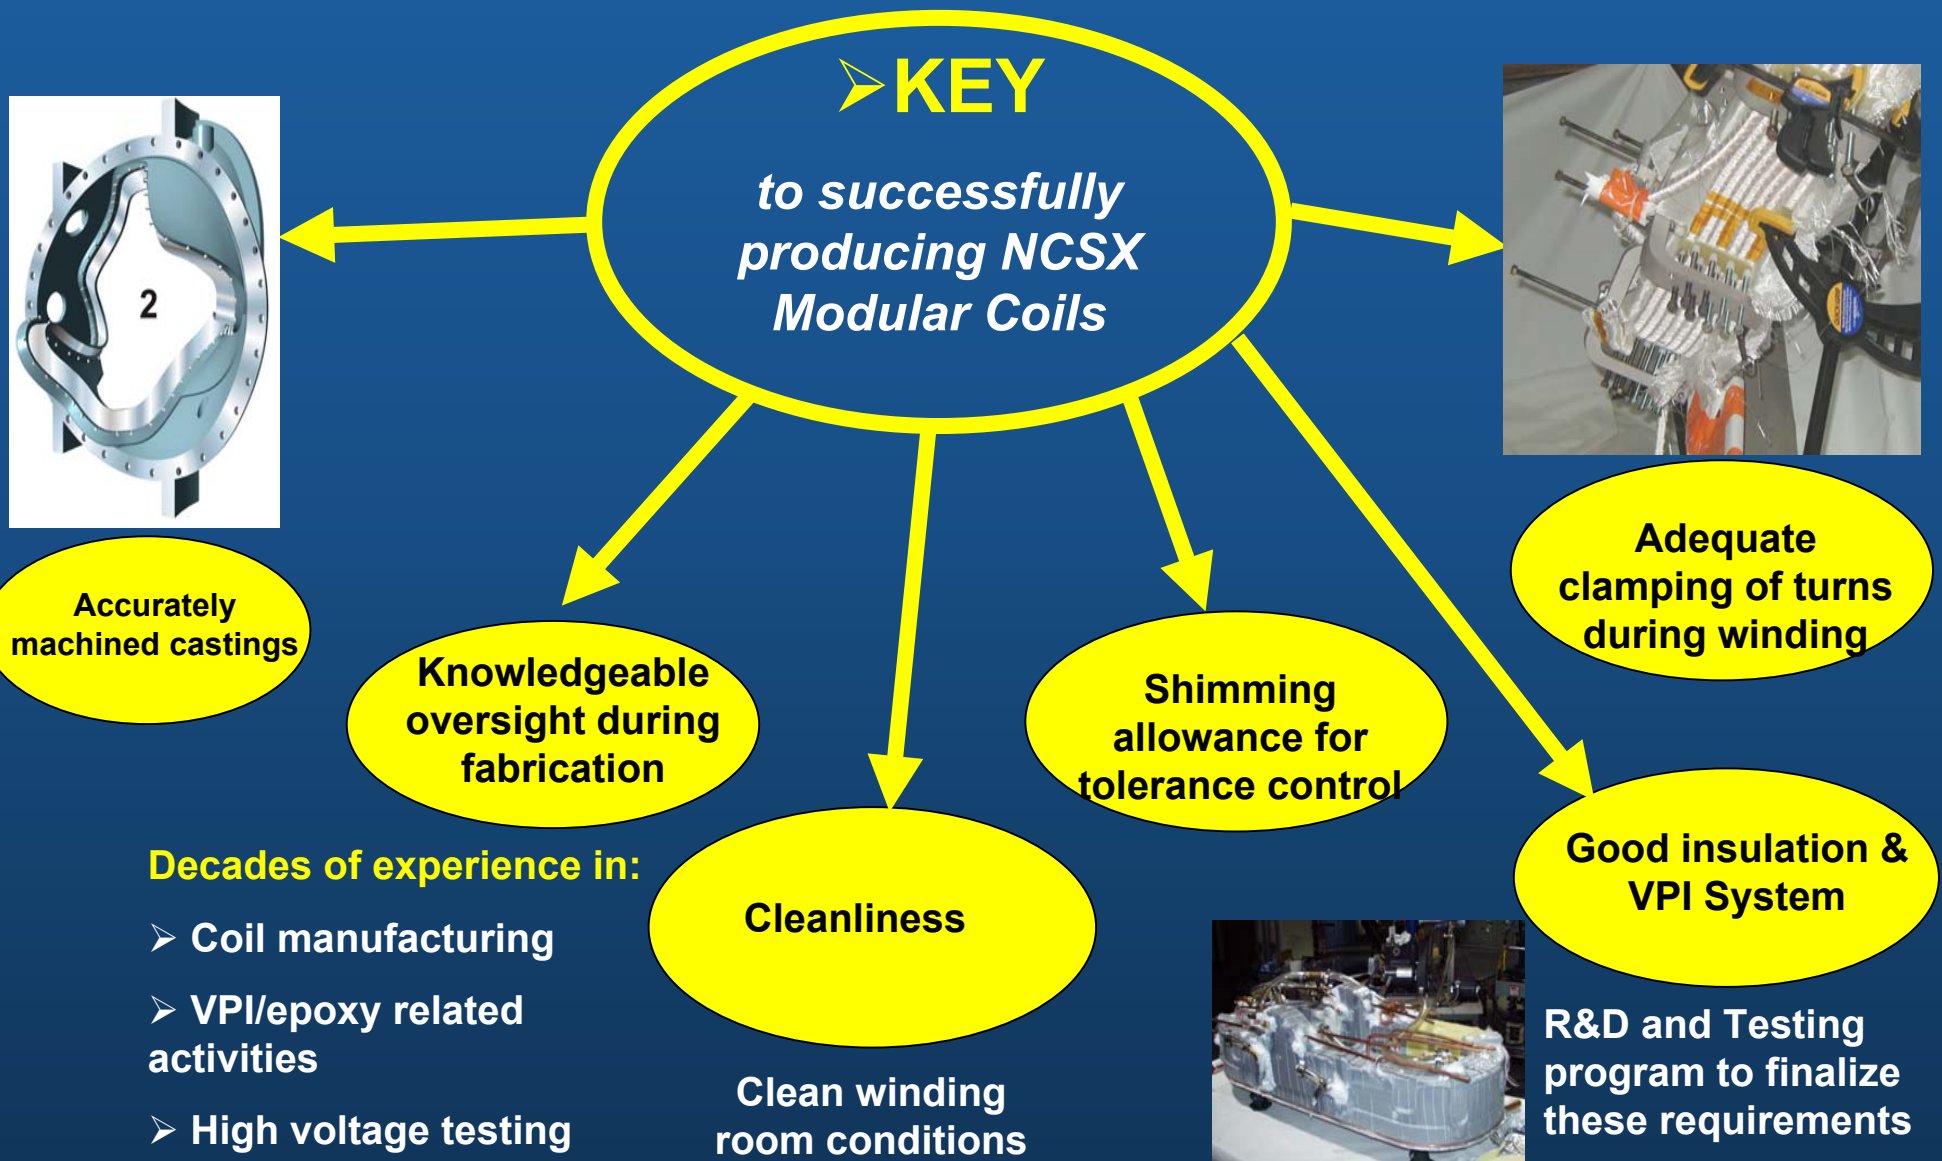 ➢KEY
to successfully
producing NCSX
Modular Coils
2
Accurately
machined castings
Knowledgeable
oversight during
fabrication
Decades of experience in:
➢ Coil manufacturing
➢ VPI/epoxy related
activities
➢ High voltage testing
Cleanliness
Clean winding
room conditions
Shimming
allowance for
tolerance control
Adequate
clamping of turns
during winding
Good insulation &
VPI System
R&D and Testing
program to finalize
these requirements